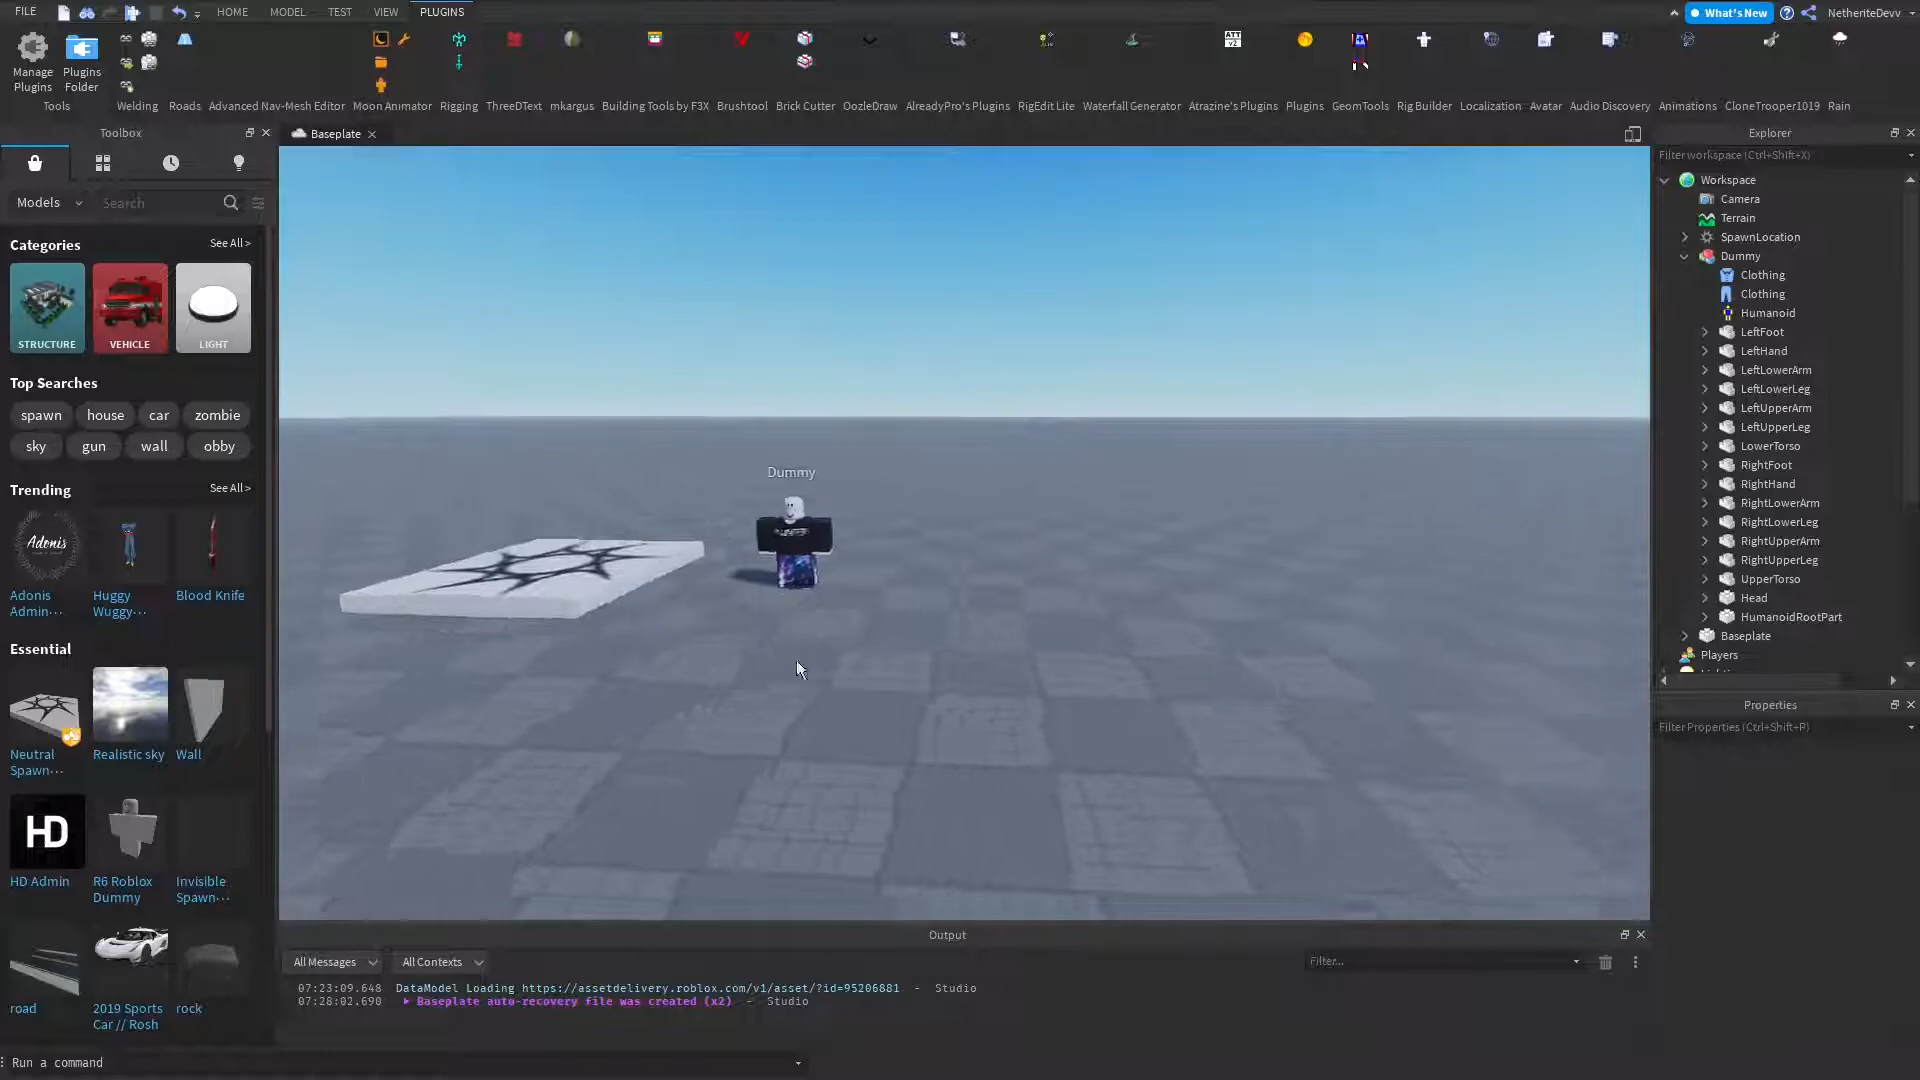 FILE HOME MODEL TEST VIEW PLUGINS What's New NetheriteDevv
ATT
v2
Manage Plugins
Plugins Folder
Tools Welding Roads Advanced Nav-Mesh Editor Moon Animator Rigging ThreeDText mkargus Building Tools by F3X Brushtool Brick Cutter OozleDraw AlreadyPro's Plugins RigEdit Lite Waterfall Generator Atrazine's Plugins Plugins GeomTools Rig Builder Localization Avatar Audio Discovery Animations CloneTrooper1019 Rain
Toolbox
Models Search
Categories See All >
STRUCTURE VEHICLE LIGHT
Top Searches
spawn house car zombie
sky gun wall obby
Trending See All >
Adonis
Adonis Huggy Blood Knife
Admin··· Wuggy···
Essential
Neutral Realistic sky Wall
Spawn···
HD
HD Admin R6 Roblox Invisible
Dummy Spawn···
road 2019 Sports rock
Car // Rosh
Baseplate
Dummy
Output
All Messages All Contexts Filter...
07:23:09.648 DataModel Loading https://assetdelivery.roblox.com/v1/asset/?id=95206881 - Studio
07:28:02.690 Baseplate auto-recovery file was created (x2) - Studio
Run a command
Explorer
Filter workspace (Ctrl+Shift+X)
Workspace
Camera
Terrain
SpawnLocation
Dummy
Clothing
Clothing
Humanoid
LeftFoot
LeftHand
LeftLowerArm
LeftLowerLeg
LeftUpperArm
LeftUpperLeg
LowerTorso
RightFoot
RightHand
RightLowerArm
RightLowerLeg
RightUpperArm
RightUpperLeg
UpperTorso
Head
HumanoidRootPart
Baseplate
Players
Properties
Filter Properties (Ctrl+Shift+P)